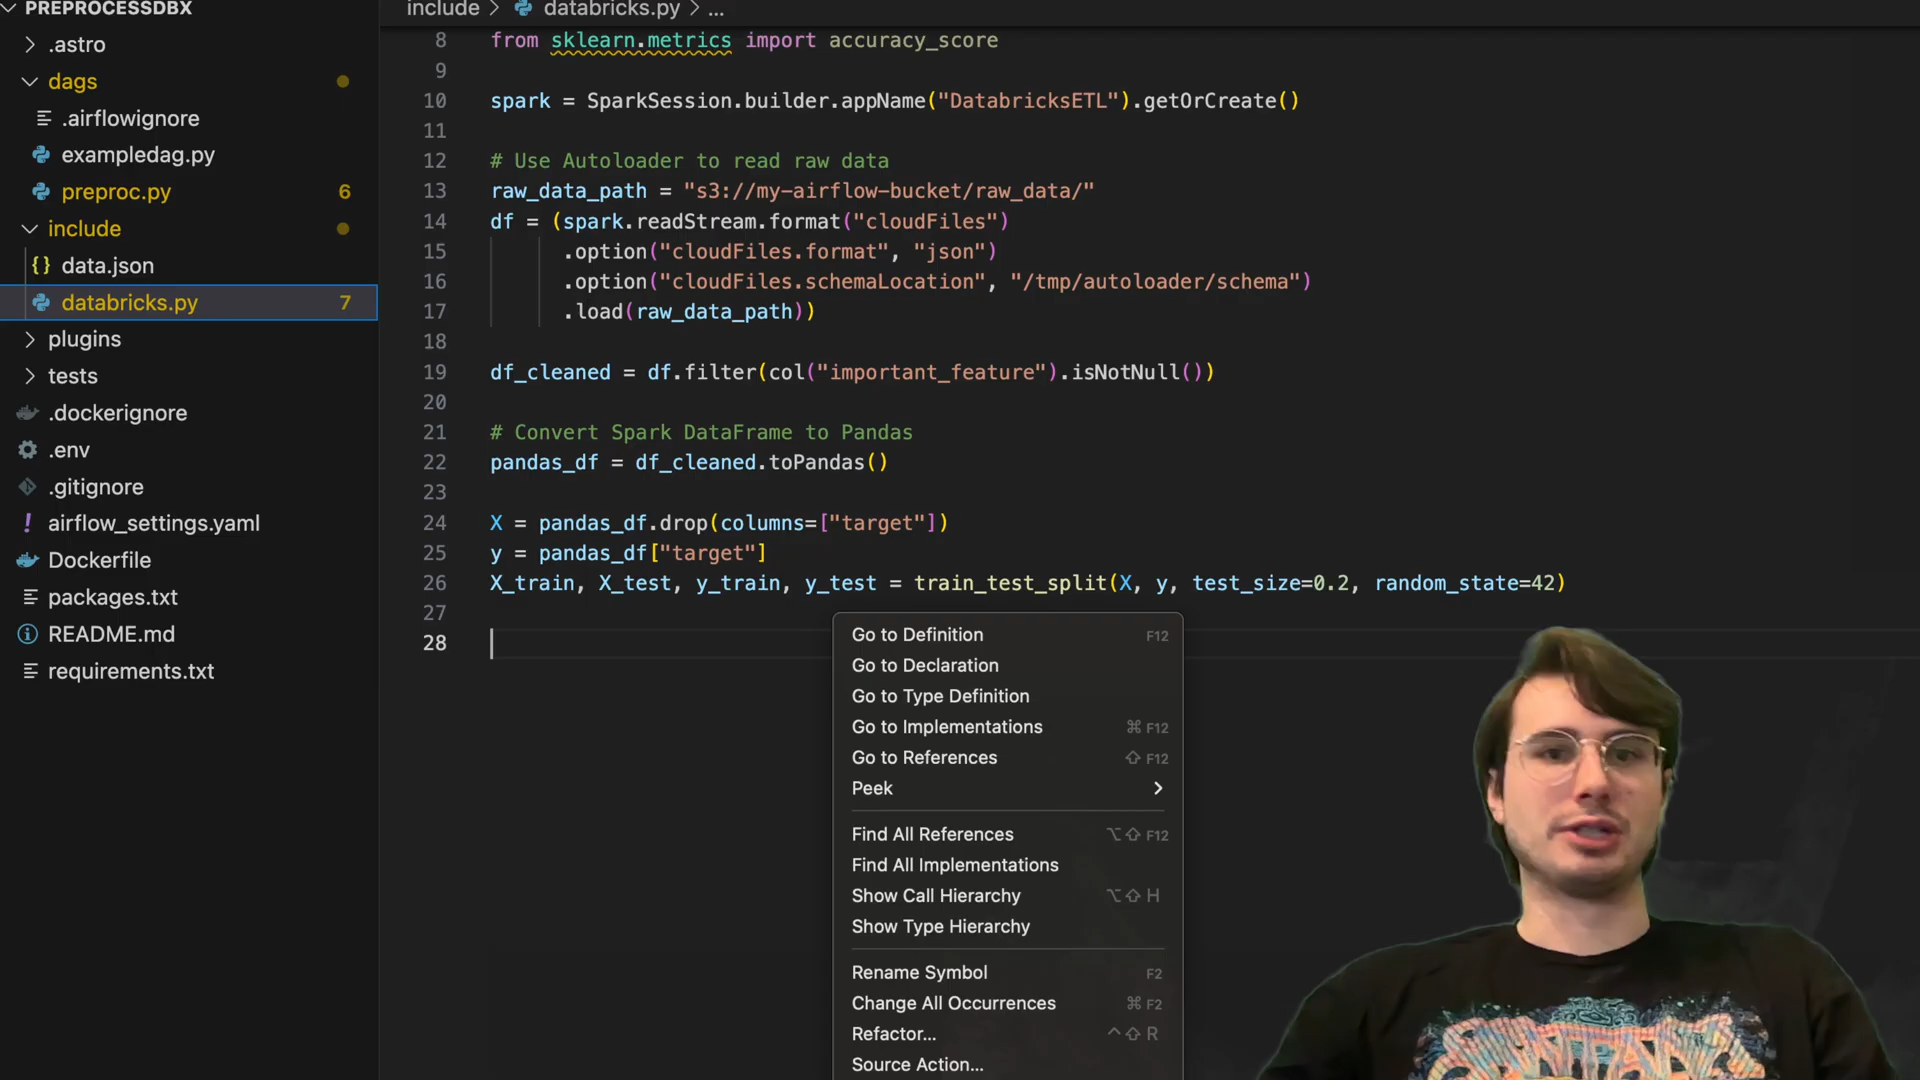 PREPROCESSDBX
.astro
dags
.airflowignore
exampledag.py
preproc.py 6
include
data.json
databricks.py 7
plugins
tests
.dockerignore
.env
.gitignore
airflow_settings.yaml
Dockerfile
packages.txt
README.md
requirements.txt
include > databricks.py > ...
8 from sklearn.metrics import accuracy_score
9
10 spark = SparkSession.builder.appName("DatabricksETL").getOrCreate()
11
12 # Use Autoloader to read raw data
13 raw_data_path = "s3://my-airflow-bucket/raw_data/"
14 df = (spark.readStream.format("cloudFiles")
15 .option("cloudFiles.format", "json")
16 .option("cloudFiles.schemaLocation", "/tmp/autoloader/schema")
17 .load(raw_data_path))
18
19 df_cleaned = df.filter(col("important_feature").isNotNull())
20
21 # Convert Spark DataFrame to Pandas
22 pandas_df = df_cleaned.toPandas()
23
24 X = pandas_df.drop(columns=["target"])
25 y = pandas_df["target"]
26 X_train, X_test, y_train, y_test = train_test_split(X, y, test_size=0.2, random_state=42)
27
28
Go to Definition F12
Go to Declaration
Go to Type Definition
Go to Implementations ⌘ F12
Go to References ⇧ F12
Peek >
Find All References ⌥⇧ F12
Find All Implementations
Show Call Hierarchy ⌥⇧ H
Show Type Hierarchy
Rename Symbol F2
Change All Occurrences ⌘ F2
Refactor... ^⇧ R
Source Action...